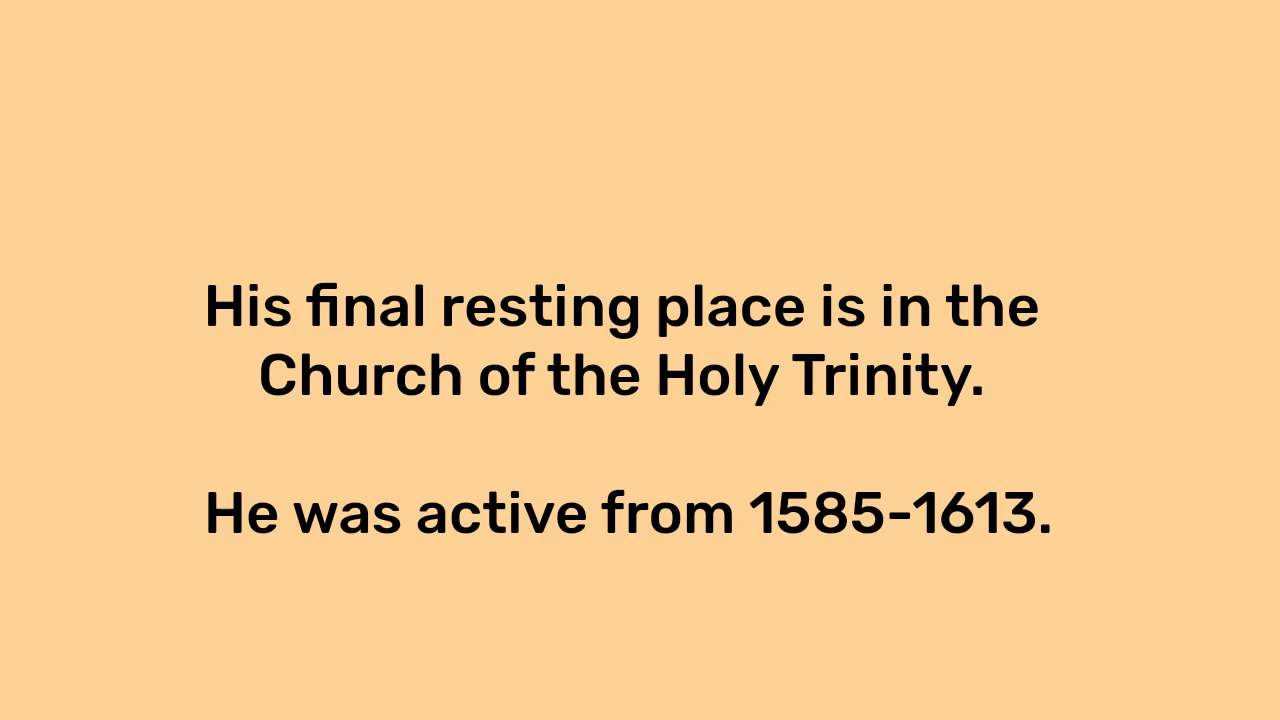 His final resting place is in the
Church of the Holy Trinity.
He was active from 1585-1613.